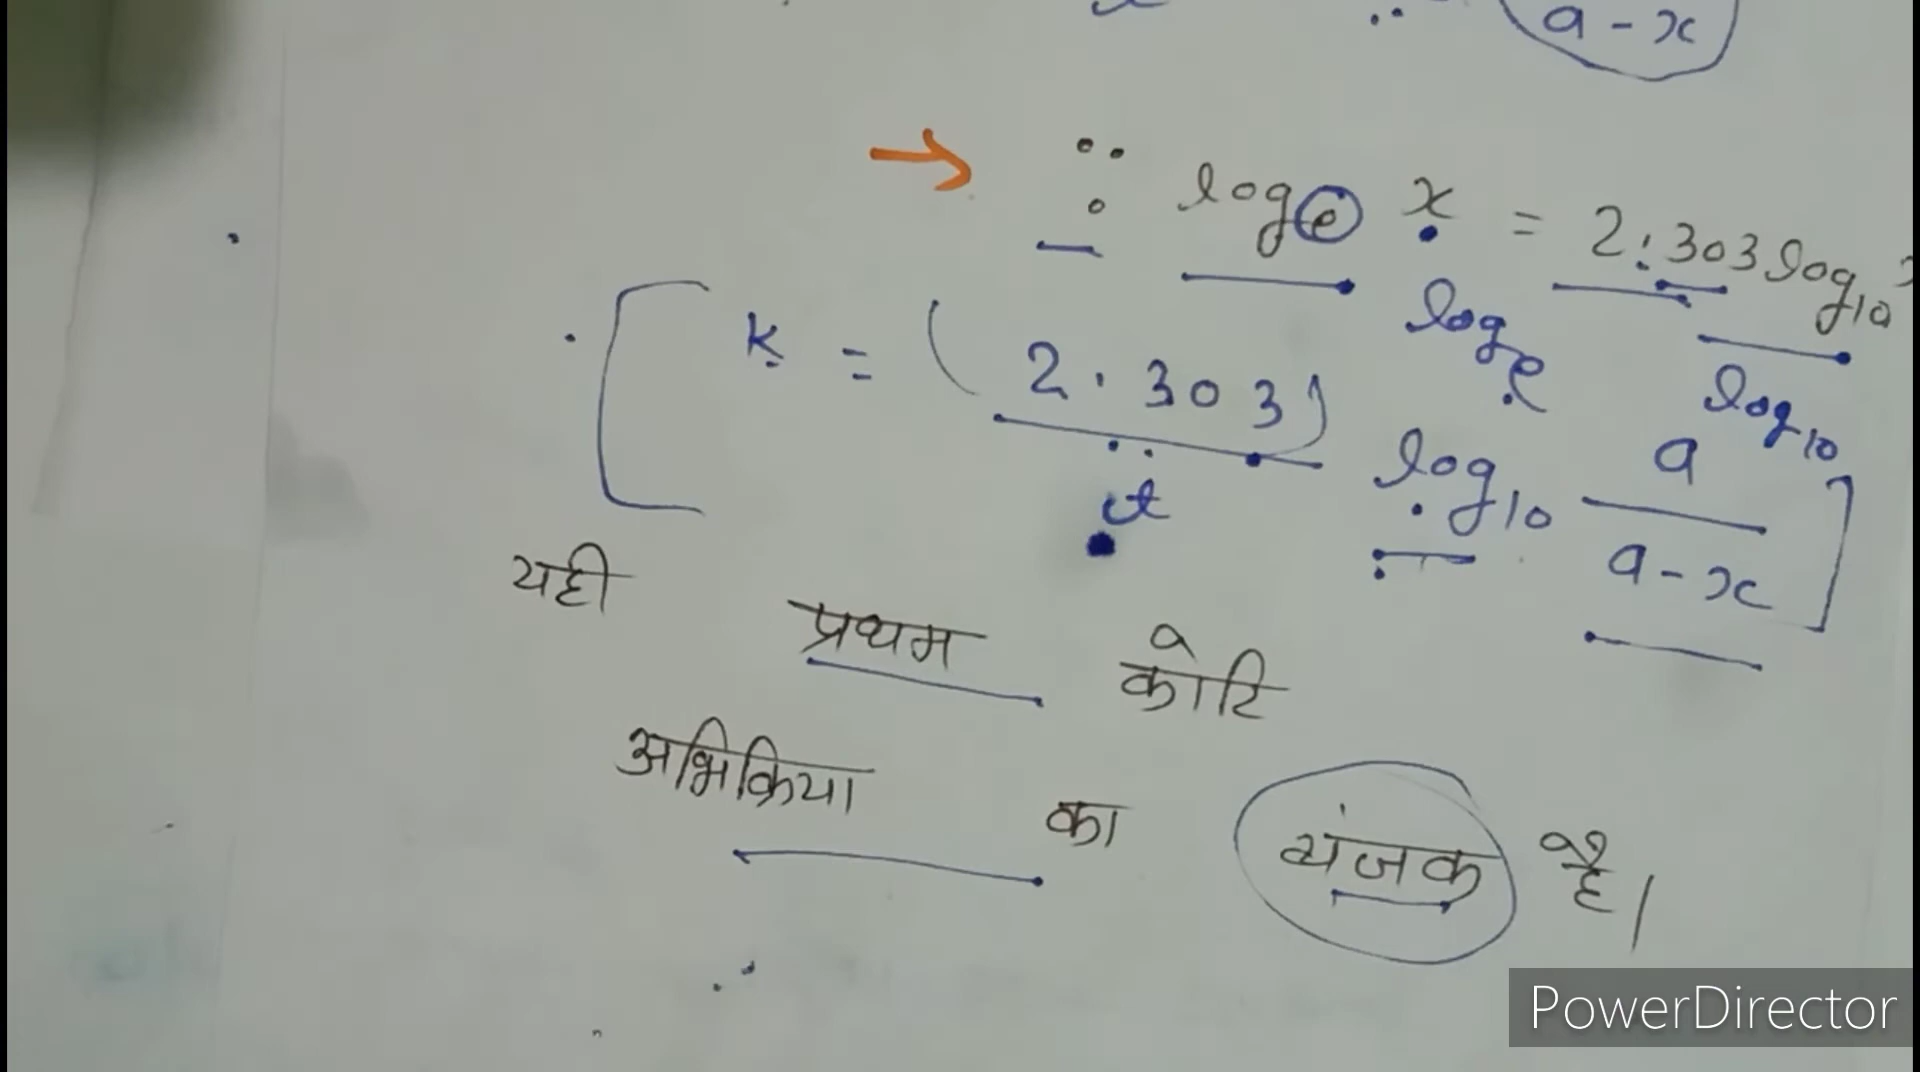 a - x
∵ logₑ x = 2.303 log₁₀
logₑ log₁₀
[ K = (2.303)/t log₁₀ a/(a - x) ]
यही प्रथम कोटि
अभिक्रिया का व्यंजक है।
PowerDirector